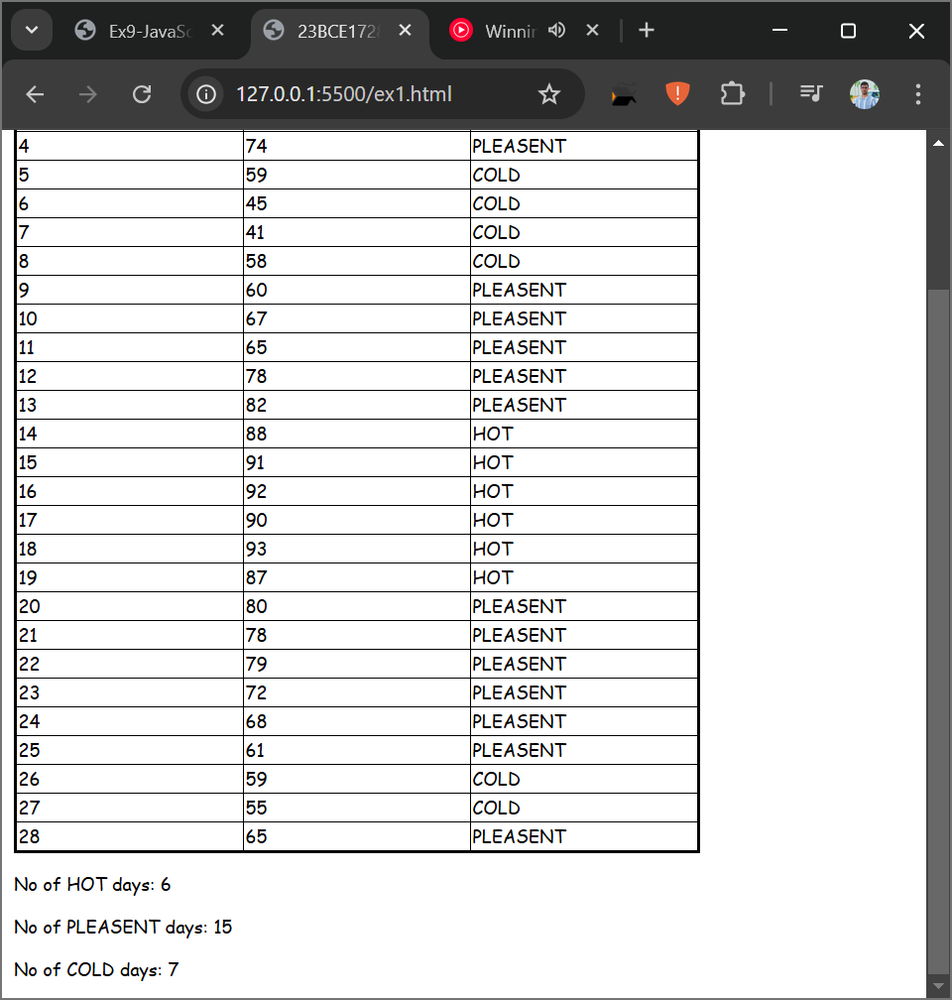 Ex9-JavaSc 23BCE1728 Winnin
127.0.0.1:5500/ex1.html
4 74 PLEASENT
5 59 COLD
6 45 COLD
7 41 COLD
8 58 COLD
9 60 PLEASENT
10 67 PLEASENT
11 65 PLEASENT
12 78 PLEASENT
13 82 PLEASENT
14 88 HOT
15 91 HOT
16 92 HOT
17 90 HOT
18 93 HOT
19 87 HOT
20 80 PLEASENT
21 78 PLEASENT
22 79 PLEASENT
23 72 PLEASENT
24 68 PLEASENT
25 61 PLEASENT
26 59 COLD
27 55 COLD
28 65 PLEASENT
No of HOT days: 6
No of PLEASENT days: 15
No of COLD days: 7